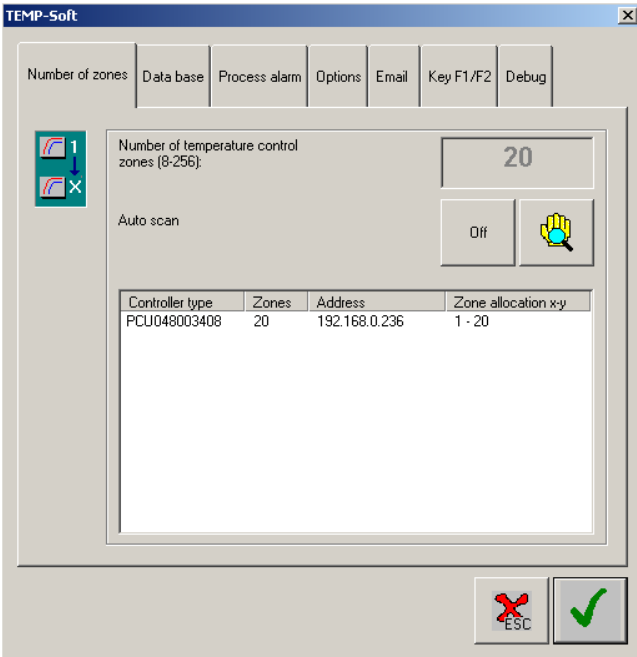 TEMP-Soft
Number of zones Data base Process alarm Options Email Key F1/F2 Debug
1
X
Number of temperature control
zones (8-256):
20
Auto scan
Off
Controller type Zones Address Zone allocation x-y
PCU048003408 20 192.168.0.236 1 - 20
ESC